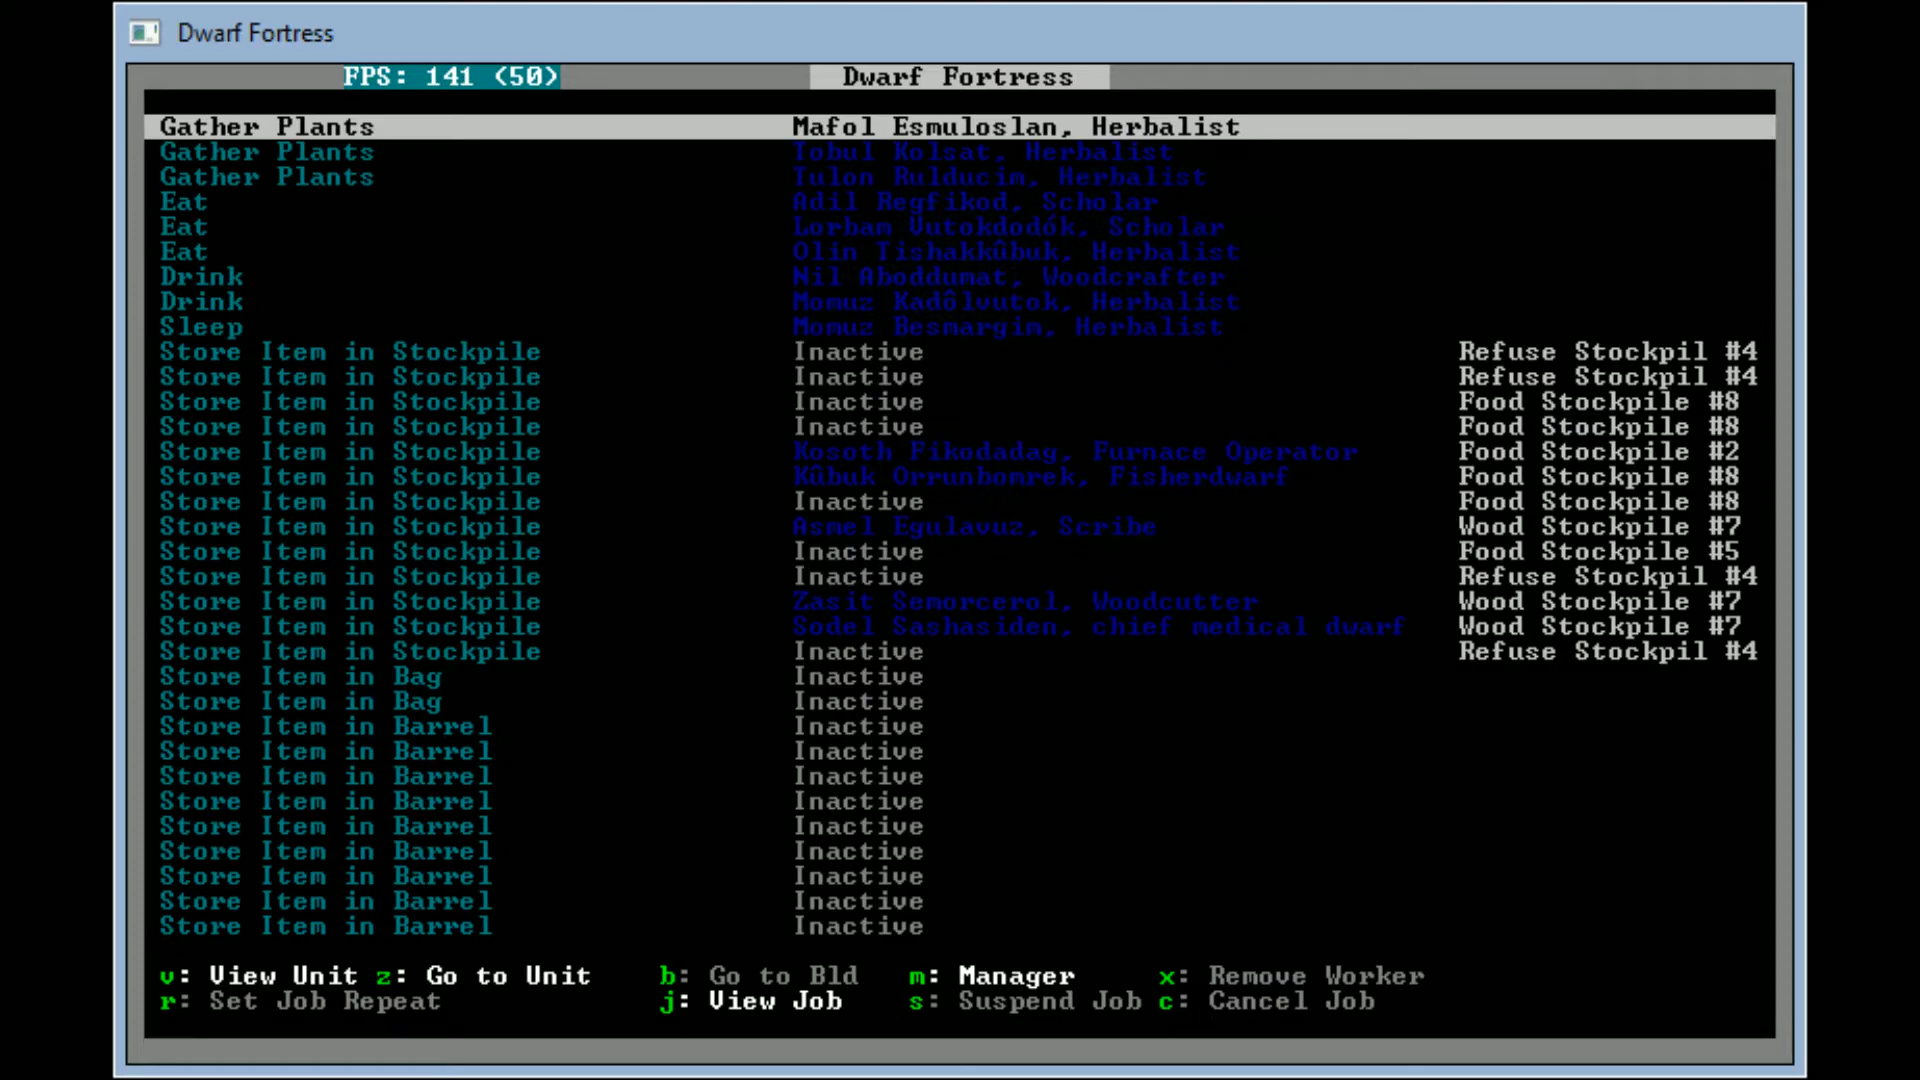 Dwarf Fortress
FPS: 141 (50) Dwarf Fortress
Gather Plants Mafol Esmuloslan, Herbalist
Gather Plants Tobul Kolsat, Herbalist
Gather Plants Tulon Rulducim, Herbalist
Eat Adil Regfikod, Scholar
Eat Lorbam Vutokdodók, Scholar
Eat Olin Tishakkûbuk, Herbalist
Drink Nil Aboddumat, Woodcrafter
Drink Momuz Kadôlvutok, Herbalist
Sleep Momuz Besmargim, Herbalist
Store Item in Stockpile Inactive Refuse Stockpil #4
Store Item in Stockpile Inactive Refuse Stockpil #4
Store Item in Stockpile Inactive Food Stockpile #8
Store Item in Stockpile Inactive Food Stockpile #8
Store Item in Stockpile Kosoth Fikodadag, Furnace Operator Food Stockpile #2
Store Item in Stockpile Kûbuk Orrunbomrek, Fisherdwarf Food Stockpile #8
Store Item in Stockpile Inactive Food Stockpile #8
Store Item in Stockpile Asmel Egulavuz, Scribe Wood Stockpile #7
Store Item in Stockpile Inactive Food Stockpile #5
Store Item in Stockpile Inactive Refuse Stockpil #4
Store Item in Stockpile Zasit Semorcerol, Woodcutter Wood Stockpile #7
Store Item in Stockpile Sodel Sashasiden, chief medical dwarf Wood Stockpile #7
Store Item in Stockpile Inactive Refuse Stockpil #4
Store Item in Bag Inactive
Store Item in Bag Inactive
Store Item in Barrel Inactive
Store Item in Barrel Inactive
Store Item in Barrel Inactive
Store Item in Barrel Inactive
Store Item in Barrel Inactive
Store Item in Barrel Inactive
Store Item in Barrel Inactive
Store Item in Barrel Inactive
Store Item in Barrel Inactive
v: View Unit z: Go to Unit b: Go to Bld m: Manager x: Remove Worker
r: Set Job Repeat j: View Job s: Suspend Job c: Cancel Job